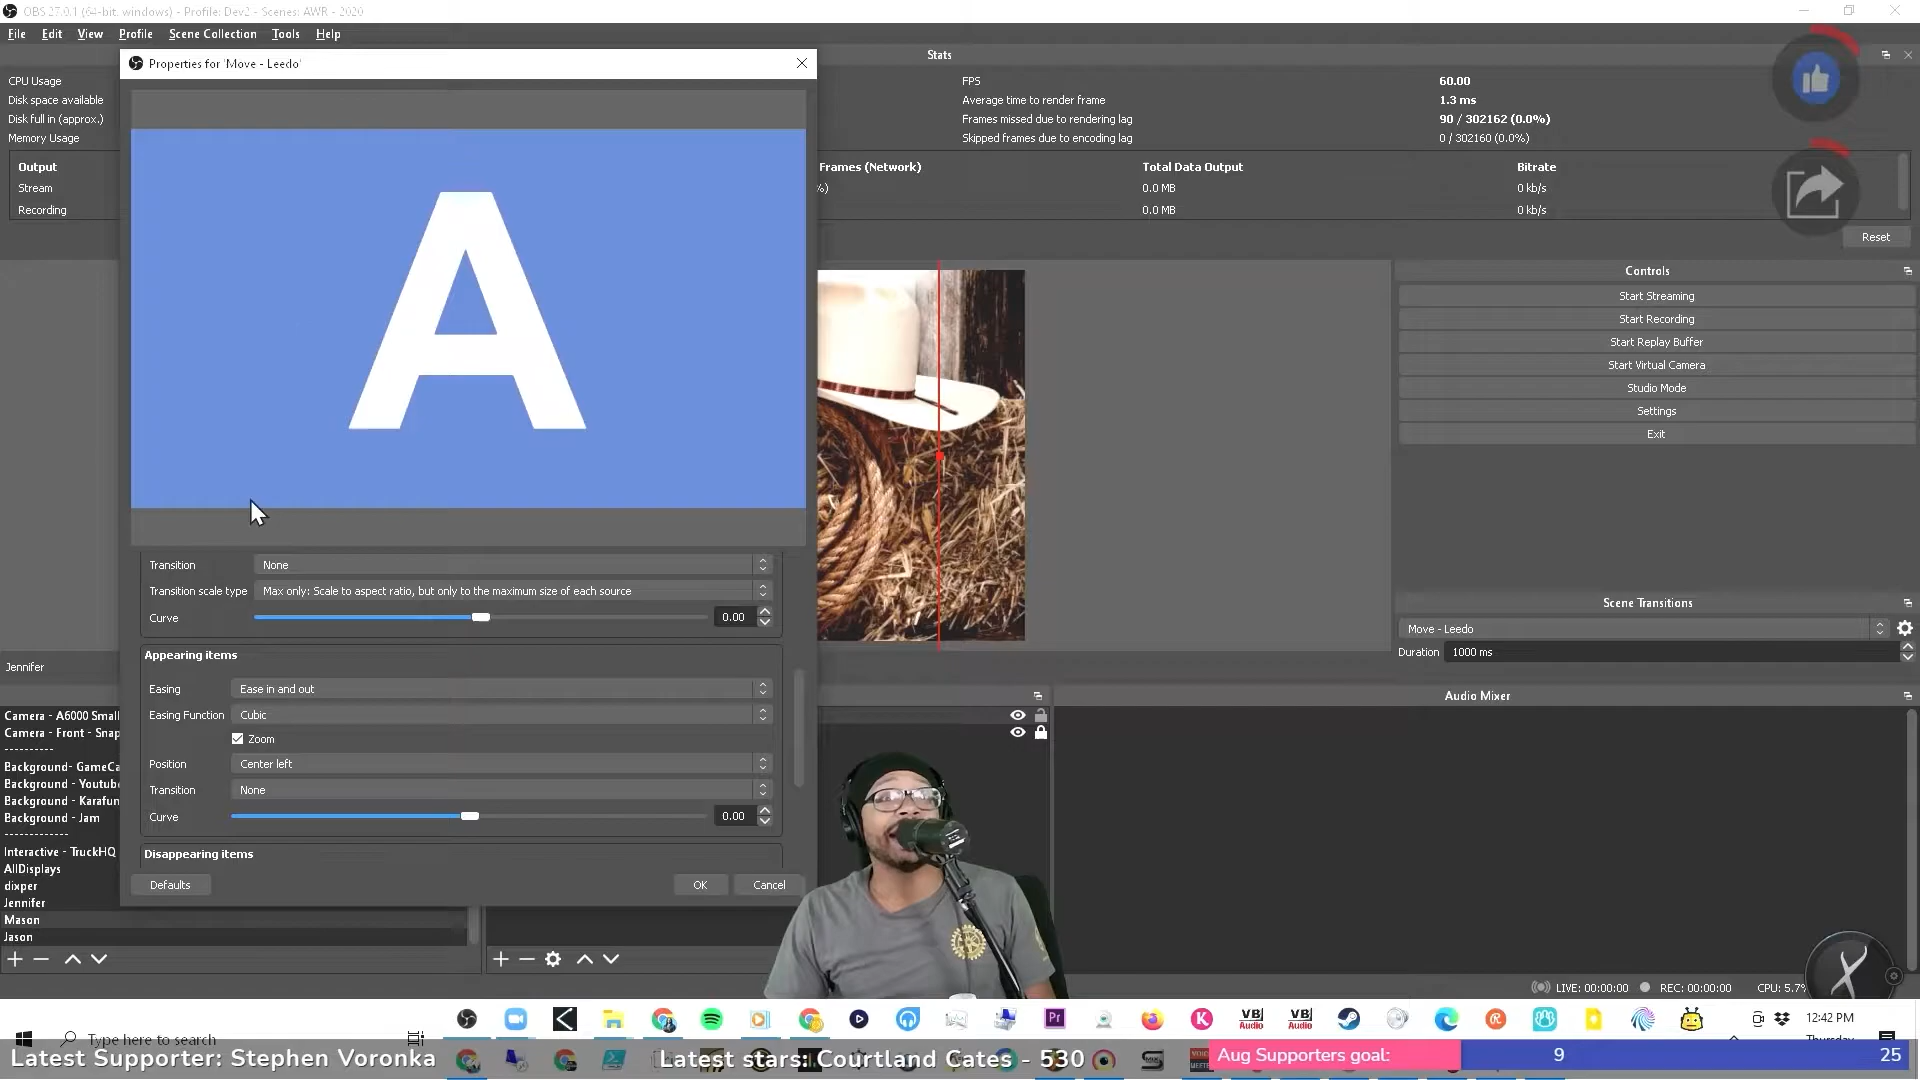 OBS 27.0.1 (64-bit, windows) - Profile: Dev2 - Scenes: AWR - 2020
File Edit View Profile Scene Collection Tools Help
Properties for 'Move - Leedo'
Stats
CPU Usage
Disk space available
Disk full in (approx.)
Memory Usage
FPS 60.00
Average time to render frame 1.3 ms
Frames missed due to rendering lag 90 / 302162 (0.0%)
Skipped frames due to encoding lag 0 / 302160 (0.0%)
Output Frames (Network) Total Data Output Bitrate
Stream %) 0.0 MB 0 kb/s
Recording 0.0 MB 0 kb/s
Reset
A
Controls
Start Streaming
Start Recording
Start Replay Buffer
Start Virtual Camera
Studio Mode
Settings
Exit
Transition None
Transition scale type Max only: Scale to aspect ratio, but only to the maximum size of each source
Curve 0.00
Appearing items
Easing Ease in and out
Easing Function Cubic
Zoom
Position Center left
Transition None
Curve 0.00
Disappearing items
Defaults OK Cancel
Scene Transitions
Move - Leedo
Duration 1000 ms
Audio Mixer
Jennifer
Camera - A6000 Small
Camera - Front - Snap
----------
Background- GameCa
Background - Youtub
Background - Karafun
Background - Jam
-------------
Interactive - TruckHQ
AllDisplays
dixper
Jennifer
Mason
Jason
LIVE: 00:00:00 REC: 00:00:00 CPU: 5.7%
Type here to search
Pr
K
VB Audio
VB Audio
12:42 PM
Thursday
Latest Supporter: Stephen Voronka
Latest stars: Courtland Cates - 530
Aug Supporters goal: 9 25